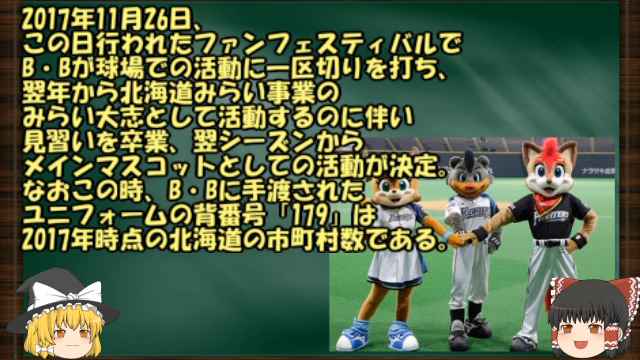 2017年11月26日、
この日行われたファンフェスティバルで
B・Bが球場での活動に一区切りを打ち、
翌年から北海道みらい事業の
みらい大志として活動するのに伴い
見習いを卒業、翌シーズンから
メインマスコットとしての活動が決定。
なおこの時、B・Bに手渡された
ユニフォームの背番号「179」は
2017年時点の北海道の市町村数である。
ナラサキ産業
FIGHTERS